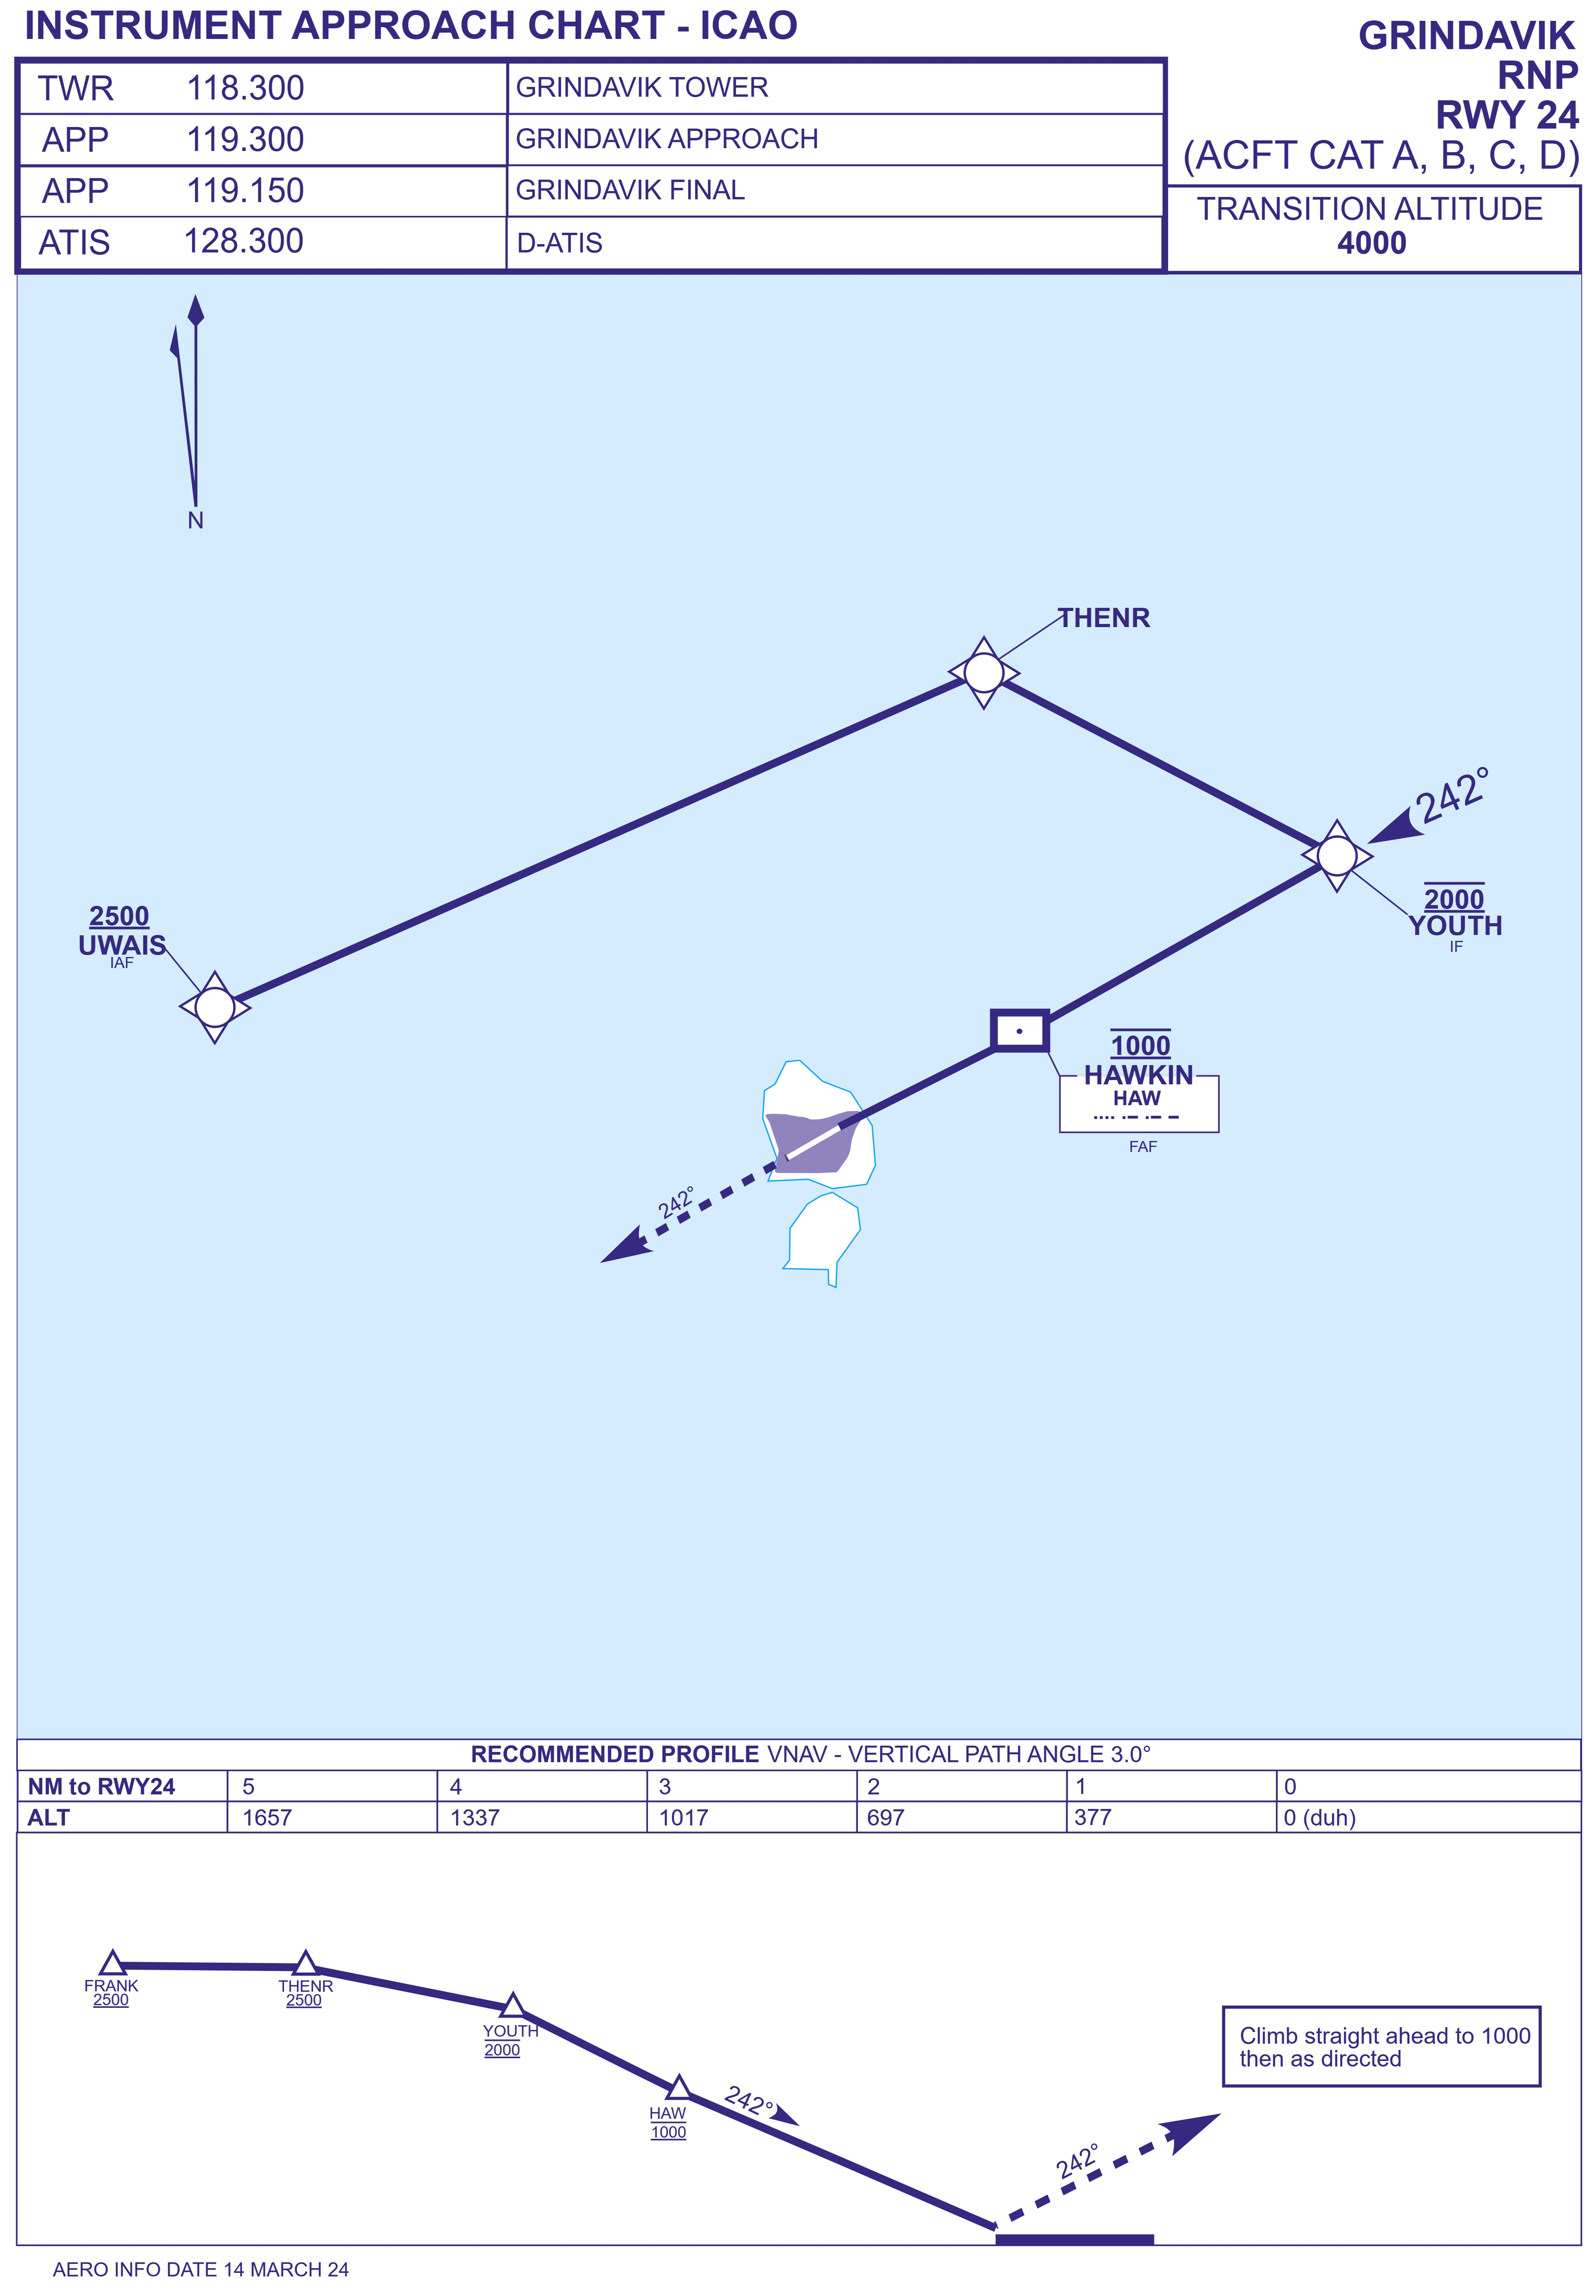 INSTRUMENT APPROACH CHART - ICAO
GRINDAVIK
RNP
RWY 24
(ACFT CAT A, B, C, D)
TWR 118.300 GRINDAVIK TOWER
APP 119.300 GRINDAVIK APPROACH
APP 119.150 GRINDAVIK FINAL
ATIS 128.300 D-ATIS
TRANSITION ALTITUDE
4000
N
THENR
242°
2500
UWAIS
IAF
2000
YOUTH
IF
1000
HAWKIN
HAW
FAF
242°
RECOMMENDED PROFILE VNAV - VERTICAL PATH ANGLE 3.0°
NM to RWY24 5 4 3 2 1 0
ALT 1657 1337 1017 697 377 0 (duh)
FRANK
2500
THENR
2500
YOUTH
2000
HAW
1000
242°
242°
Climb straight ahead to 1000
then as directed
AERO INFO DATE 14 MARCH 24